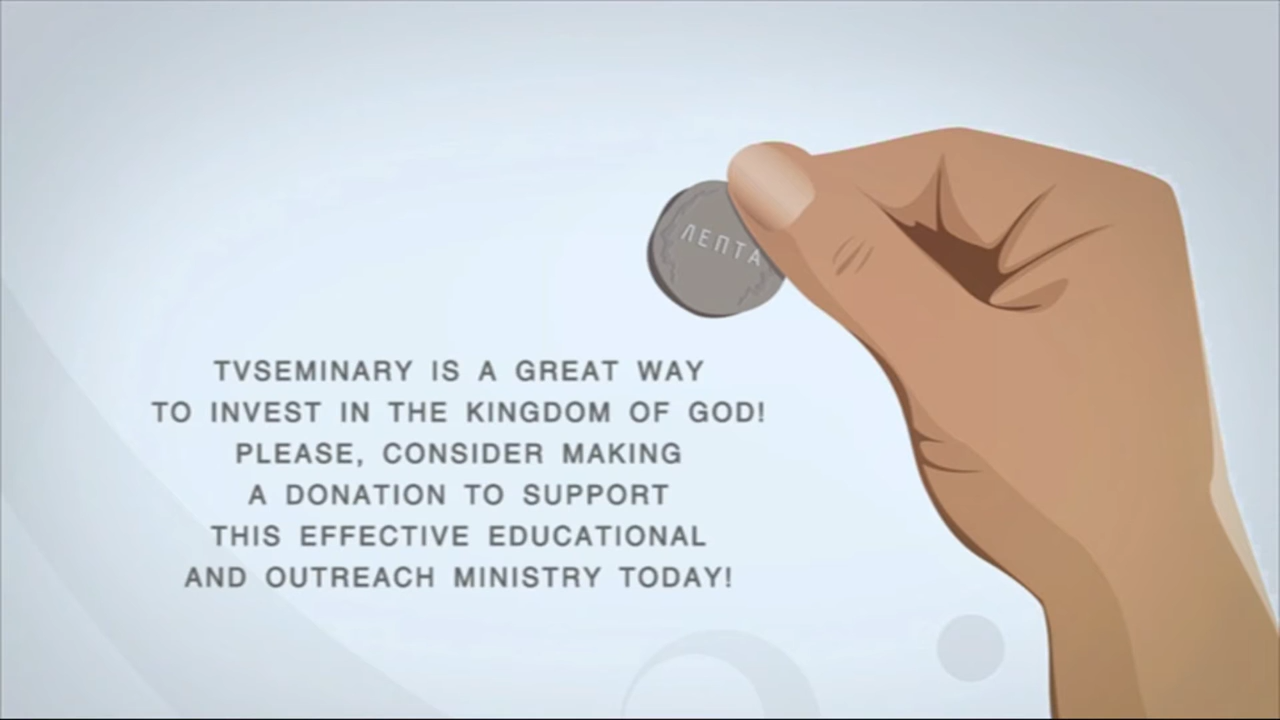 ΛΕΠΤΑ
TVSEMINARY IS A GREAT WAY
TO INVEST IN THE KINGDOM OF GOD!
PLEASE, CONSIDER MAKING
A DONATION TO SUPPORT
THIS EFFECTIVE EDUCATIONAL
AND OUTREACH MINISTRY TODAY!